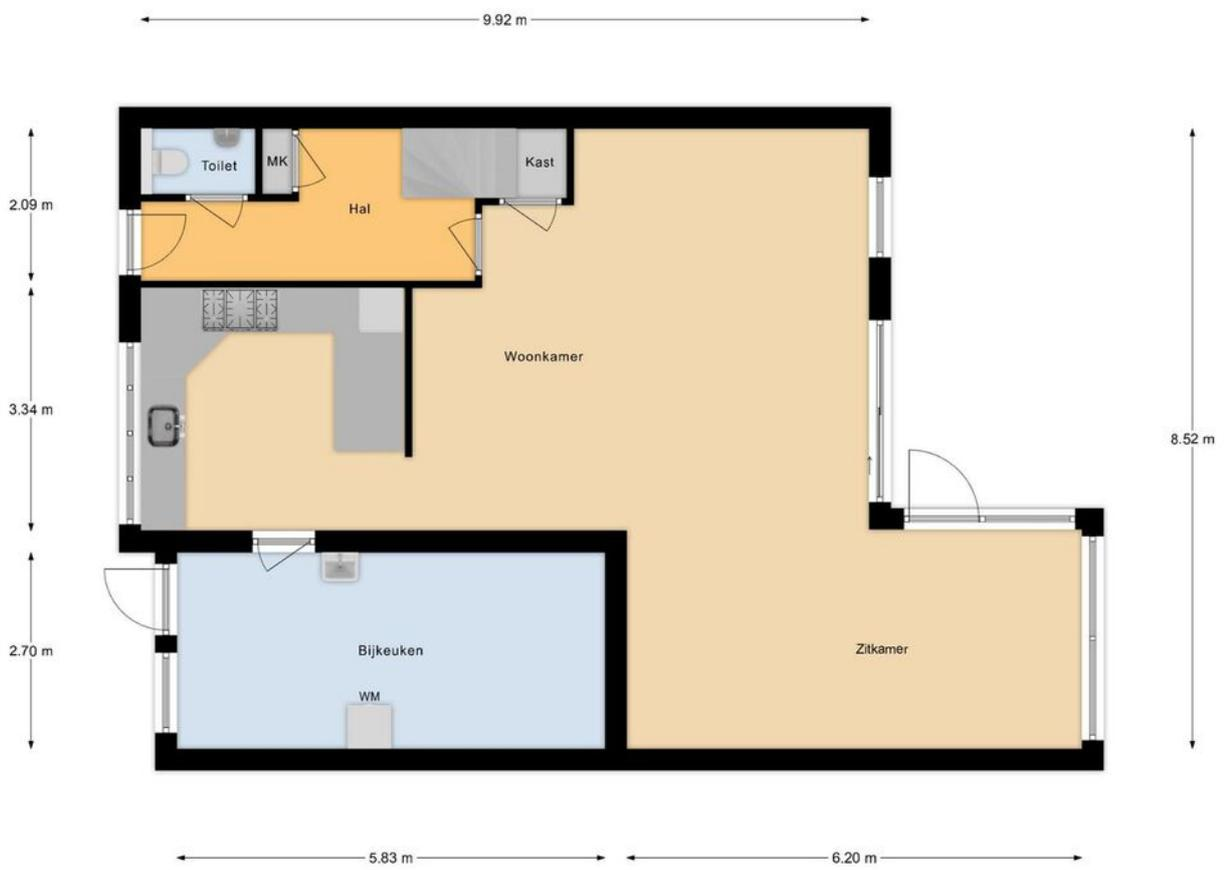 9.92 m
Toilet
MK
Kast
2.09 m
Hal
Woonkamer
3.34 m
8.52 m
Bijkeuken
Zitkamer
2.70 m
WM
5.83 m
6.20 m